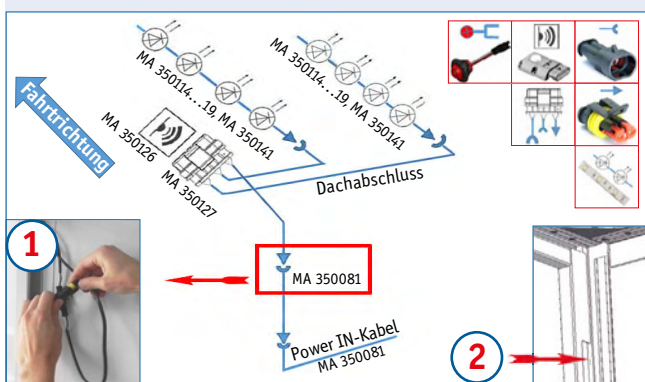 MA 350114...19, MA 350141
MA 350114...19, MA 350141
Fahrtrichtung
MA 350126
MA 350127
Dachabschluss
1
MA 350081
Power IN-Kabel
MA 350081
2